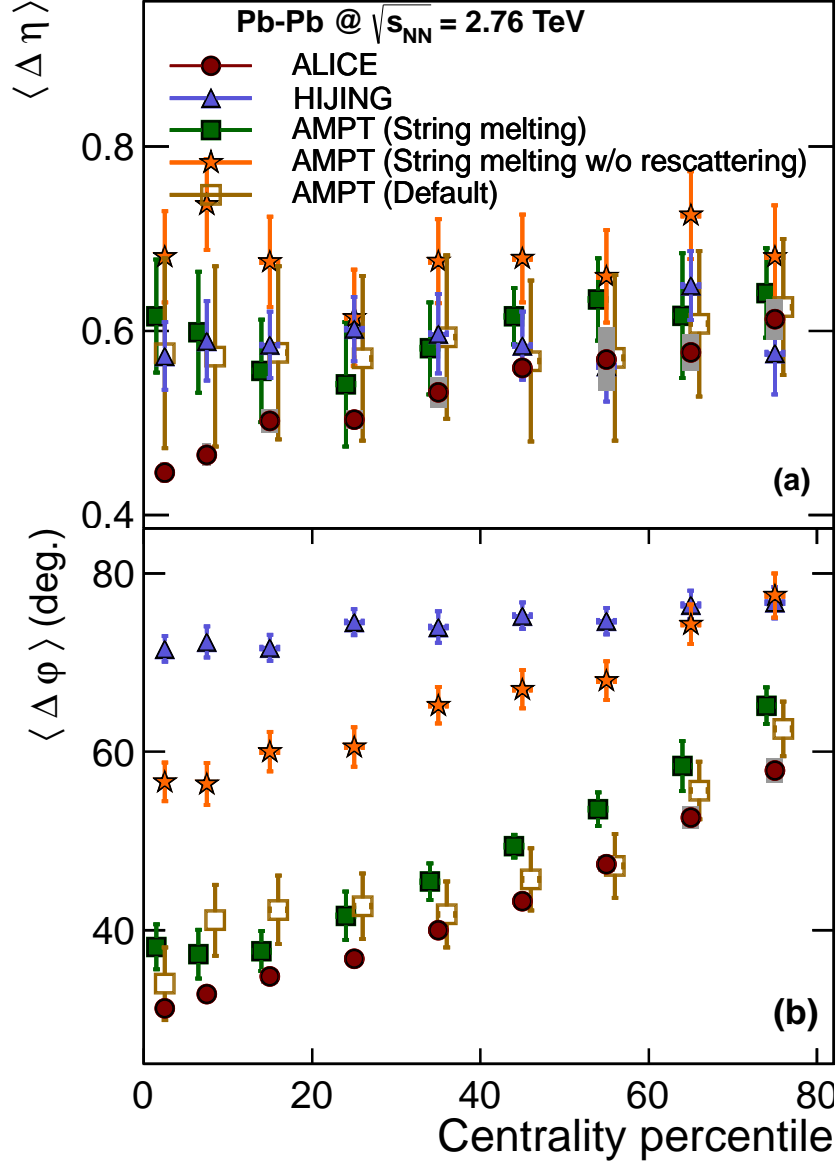 ⟨ Δ η ⟩
Pb-Pb @ √s_NN = 2.76 TeV
ALICE
HIJING
AMPT (String melting)
AMPT (String melting w/o rescattering)
AMPT (Default)
0.8
0.6
0.4
(a)
⟨ Δ φ ⟩ (deg.)
80
60
40
(b)
0 20 40 60 80
Centrality percentile